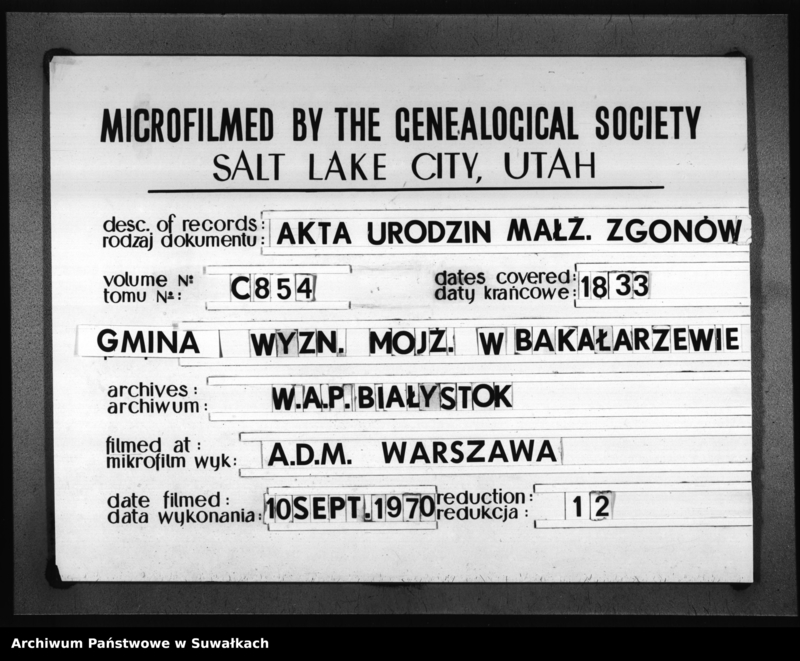 MICROFILMED BY THE GENEALOGICAL SOCIETY
SALT LAKE CITY, UTAH
desc. of records: AKTA URODZIN MAŁŻ. ZGONÓW
rodzaj dokumentu:
volume №: C854 dates covered: 1833
tomu №: daty krańcowe:
GMINA WYZN. MOJŻ. W BAKAŁARZEWIE
archives: W.A.P. BIAŁYSTOK
archiwum:
filmed at: A.D.M. WARSZAWA
mikrofilm wyk:
date filmed: 10 SEPT. 1970 reduction: 12
data wykonania: redukcja:
Archiwum Państwowe w Suwałkach